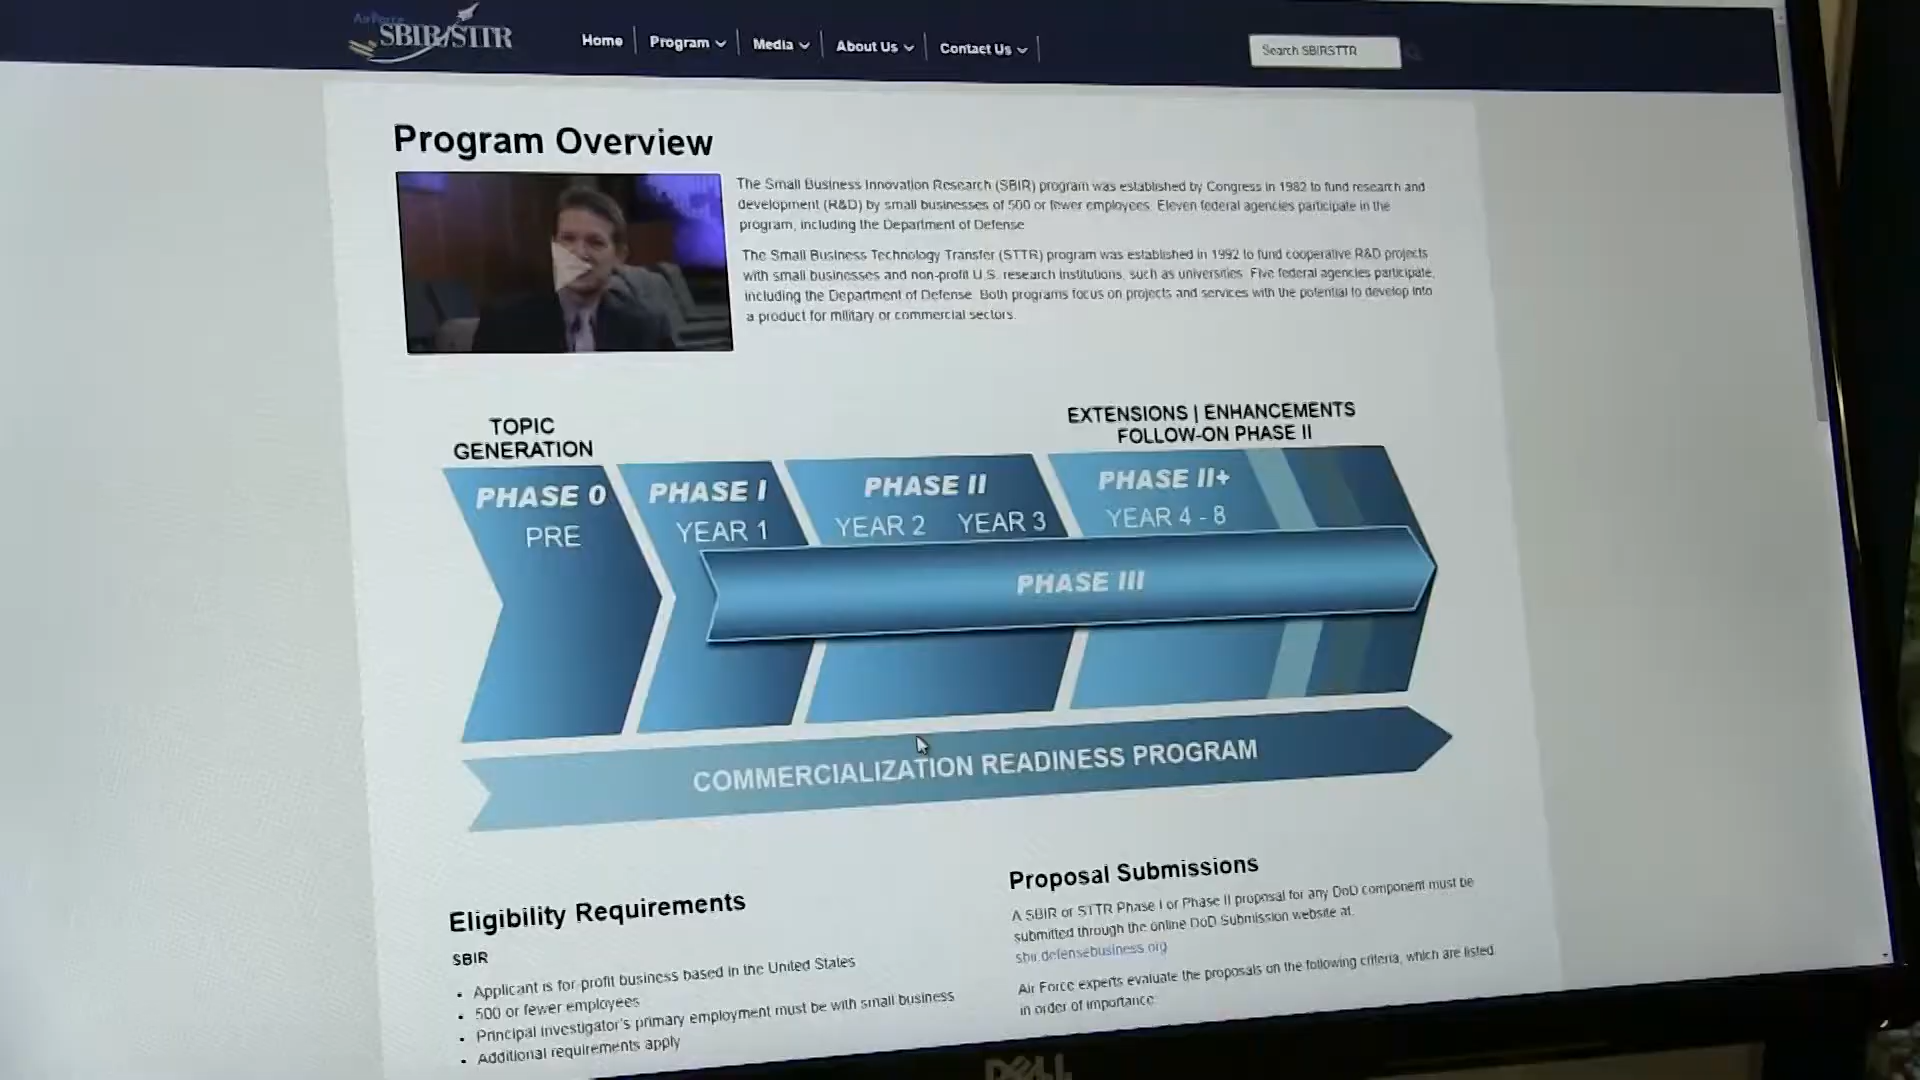 Air Force
SBIR/STTR
Home
Program
Media
About Us
Contact Us
Search SBIRSTTR
Program Overview
The Small Business Innovation Research (SBIR) program was established by Congress in 1982 to fund research and
development (R&D) by small businesses of 500 or fewer employees. Eleven federal agencies participate in the
program, including the Department of Defense
The Small Business Technology Transfer (STTR) program was established in 1992 to fund cooperative R&D projects
with small businesses and non-profit U.S. research institutions, such as universities. Five federal agencies participate,
including the Department of Defense. Both programs focus on projects and services with the potential to develop into
a product for military or commercial sectors.
TOPIC
GENERATION
EXTENSIONS | ENHANCEMENTS
FOLLOW-ON PHASE II
PHASE 0
PRE
PHASE I
YEAR 1
PHASE II
YEAR 2 YEAR 3
PHASE II+
YEAR 4 - 8
PHASE III
COMMERCIALIZATION READINESS PROGRAM
Eligibility Requirements
SBIR
Applicant is for profit business based in the United States
500 or fewer employees
Principal investigator's primary employment must be with small business
Additional requirements apply
Proposal Submissions
A SBIR or STTR Phase I or Phase II proposal for any DoD component must be
submitted through the online DoD Submission website at:
sbir.defensebusiness.org
Air Force experts evaluate the proposals on the following criteria, which are listed
in order of importance:
DELL